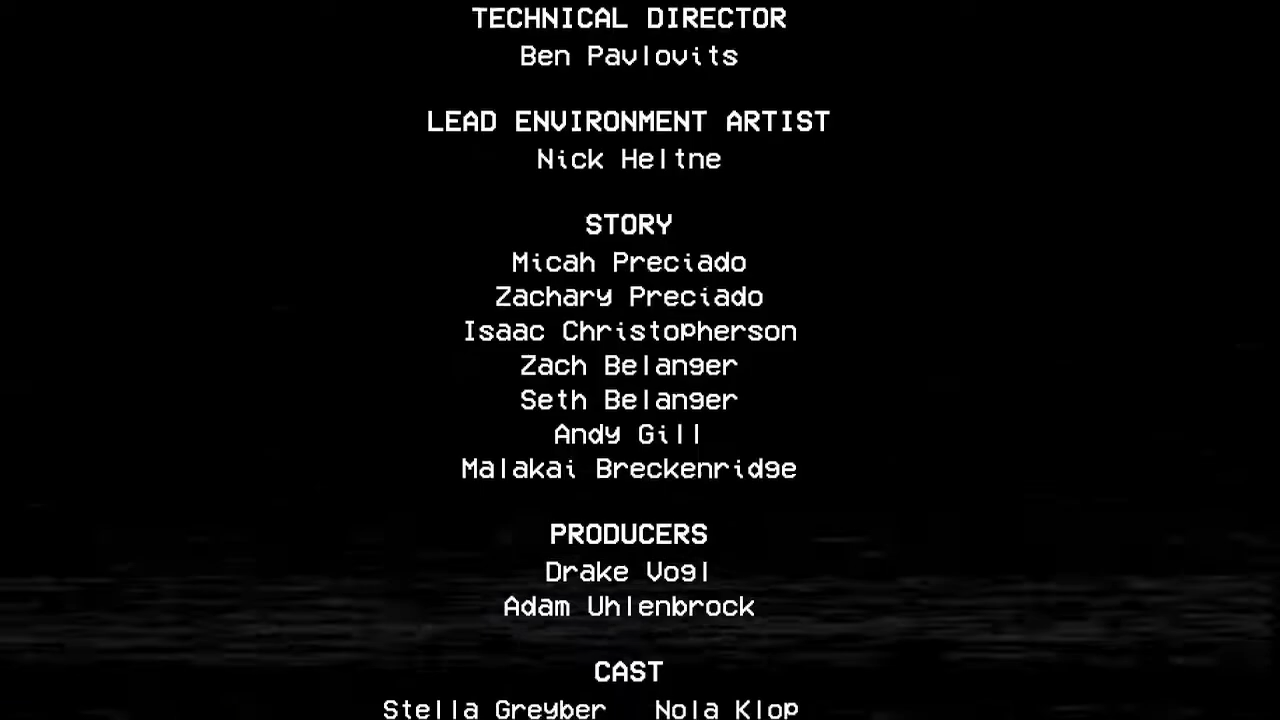 TECHNICAL DIRECTOR
Ben Pavlovits
LEAD ENVIRONMENT ARTIST
Nick Heltne
STORY
Micah Preciado
Zachary Preciado
Isaac Christopherson
Zach Belanger
Seth Belanger
Andy Gill
Malakai Breckenridge
PRODUCERS
Drake Vogl
Adam Uhlenbrock
CAST
Stella Greyber Nola Klop